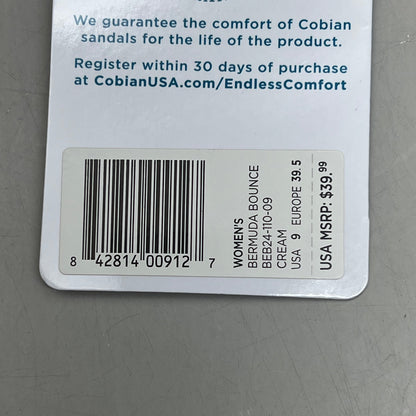 We guarantee the comfort of Cobian
sandals for the life of the product.
Register within 30 days of purchase
at CobianUSA.com/EndlessComfort
8 42814 00912 7
WOMEN'S
BERMUDA BOUNCE
BEB24-110-09
CREAM
USA 9 EUROPE 39.5
USA MSRP: $39.99